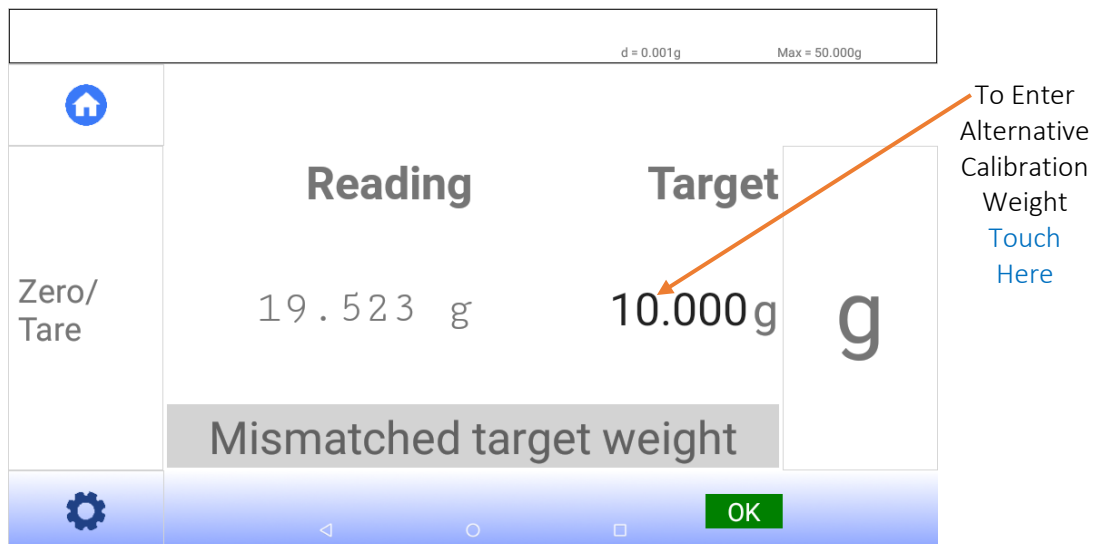 d = 0.001g Max = 50.000g
To Enter
Alternative
Calibration
Weight
Touch
Here
Reading Target
Zero/
Tare
19.523 g 10.000 g
g
Mismatched target weight
OK